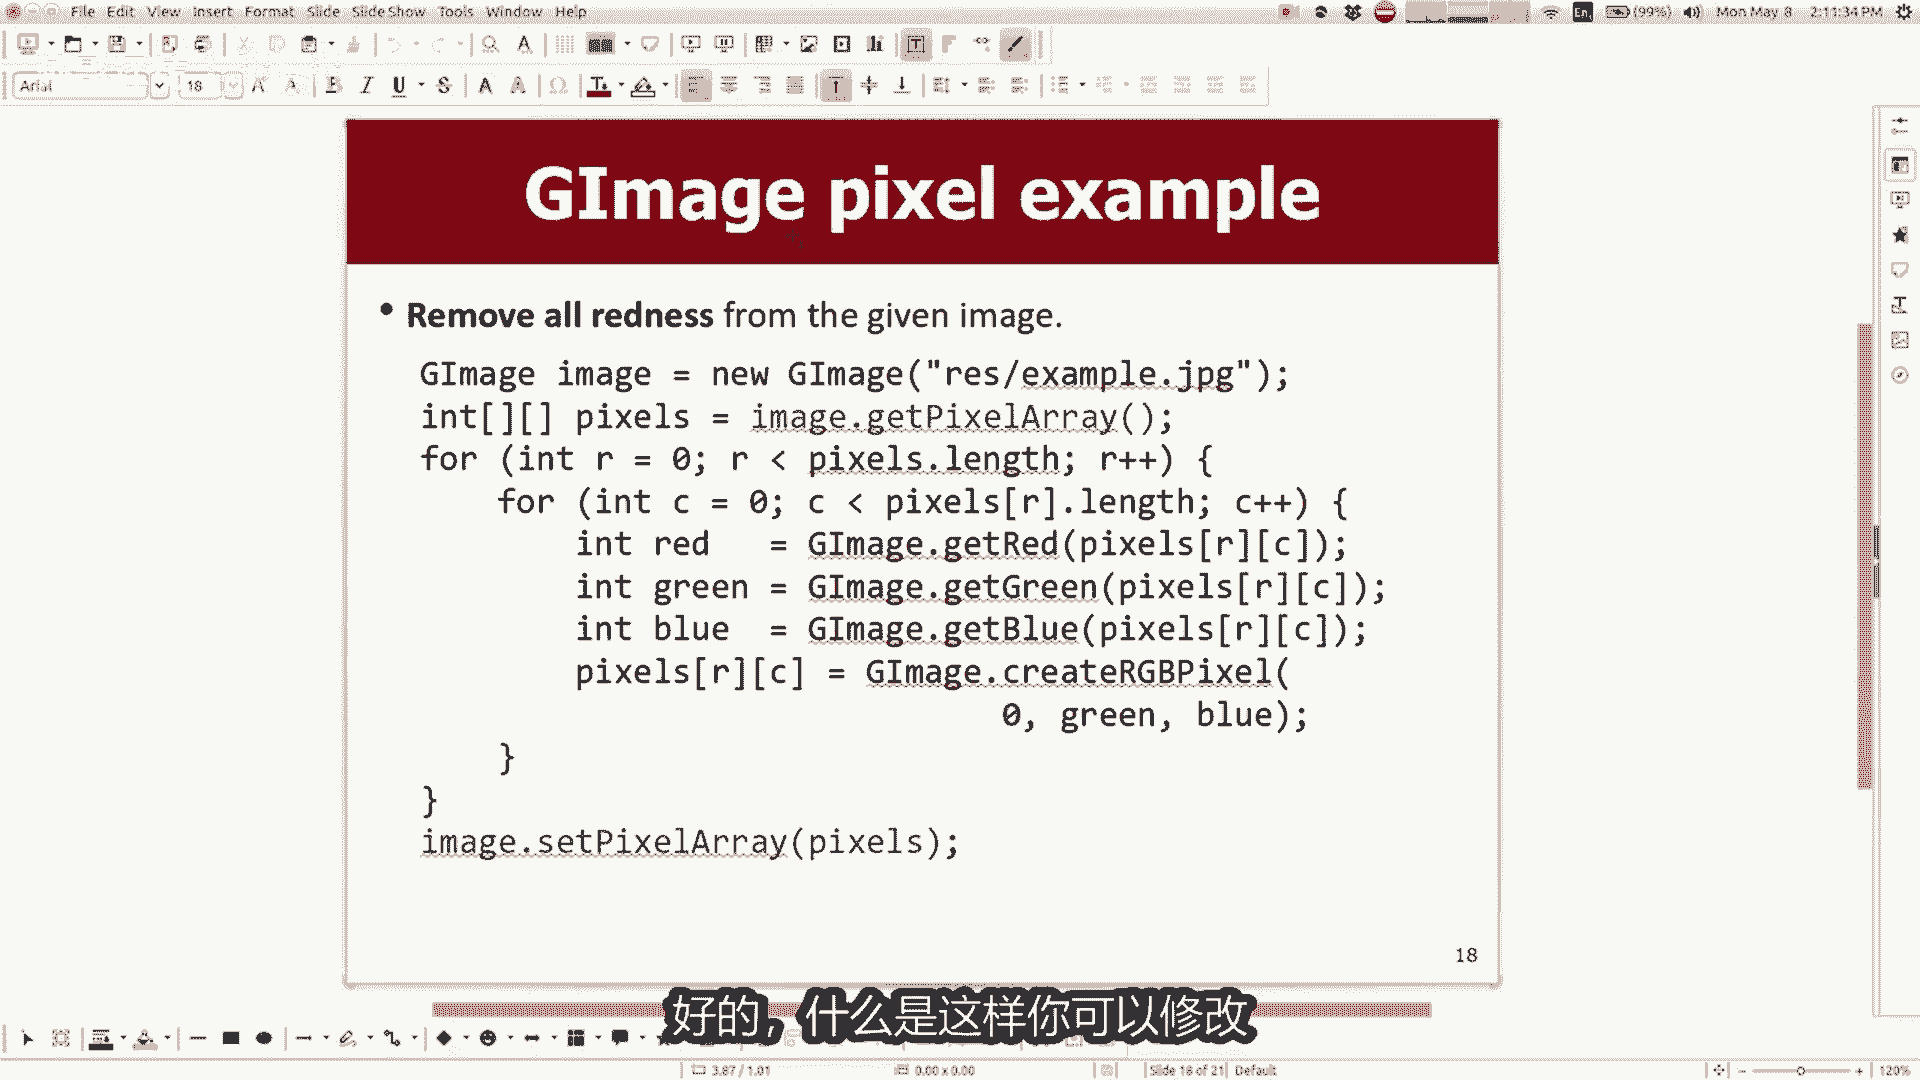 File Edit View Insert Format Slide Slide Show Tools Window Help
En (99%) Mon May 8 2:11:34 PM
Arial 18
GImage pixel example
• Remove all redness from the given image.
GImage image = new GImage("res/example.jpg");
int[][] pixels = image.getPixelArray();
for (int r = 0; r < pixels.length; r++) {
for (int c = 0; c < pixels[r].length; c++) {
int red = GImage.getRed(pixels[r][c]);
int green = GImage.getGreen(pixels[r][c]);
int blue = GImage.getBlue(pixels[r][c]);
pixels[r][c] = GImage.createRGBPixel(
0, green, blue);
}
}
image.setPixelArray(pixels);
18
好的，什么是这样你可以修改
3.87 / 1.01 0.00 x 0.00 Slide 18 of 21 Default 120%